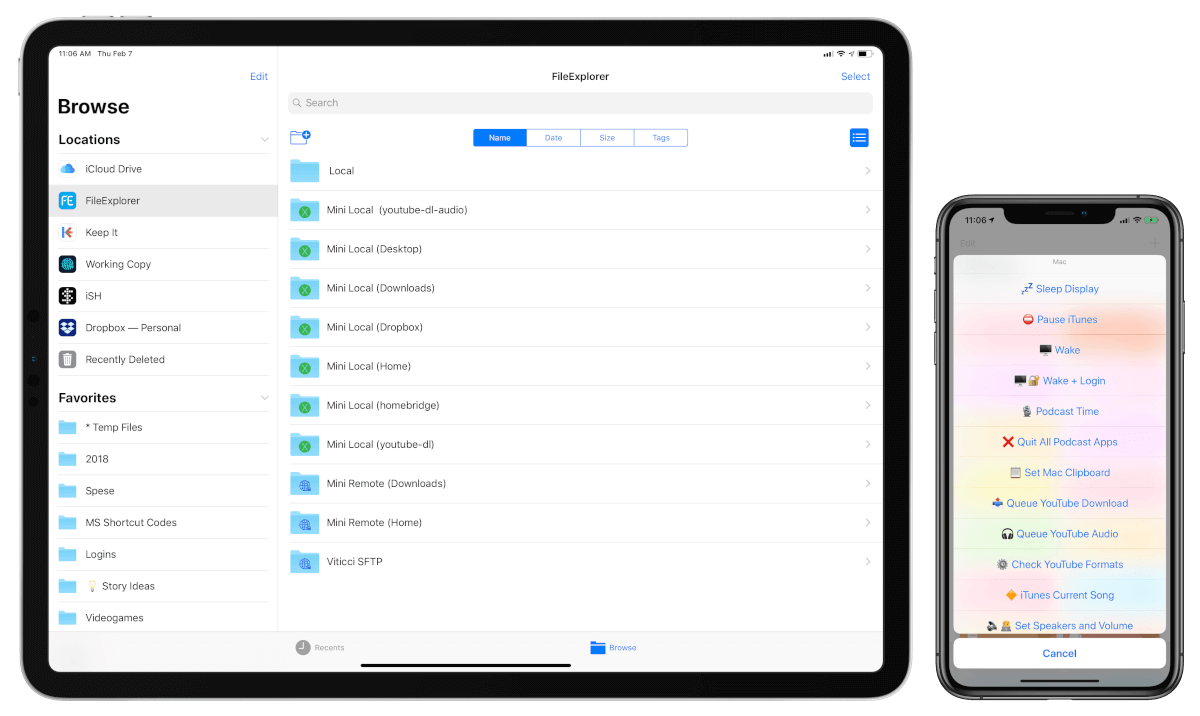 11:06 AM Thu Feb 7
Edit
Browse
Locations
iCloud Drive
FE FileExplorer
Keep It
Working Copy
iSH
Dropbox — Personal
Recently Deleted
Favorites
* Temp Files
2018
Spese
MS Shortcut Codes
Logins
Story Ideas
Videogames
FileExplorer
Select
Search
Name Date Size Tags
Local
Mini Local (youtube-dl-audio)
Mini Local (Desktop)
Mini Local (Downloads)
Mini Local (Dropbox)
Mini Local (Home)
Mini Local (homebridge)
Mini Local (youtube-dl)
Mini Remote (Downloads)
Mini Remote (Home)
Viticci SFTP
Recents
Browse
11:06
Edit
Mac
Sleep Display
Pause iTunes
Wake
Wake + Login
Podcast Time
Quit All Podcast Apps
Set Mac Clipboard
Queue YouTube Download
Queue YouTube Audio
Check YouTube Formats
iTunes Current Song
Set Speakers and Volume
Cancel